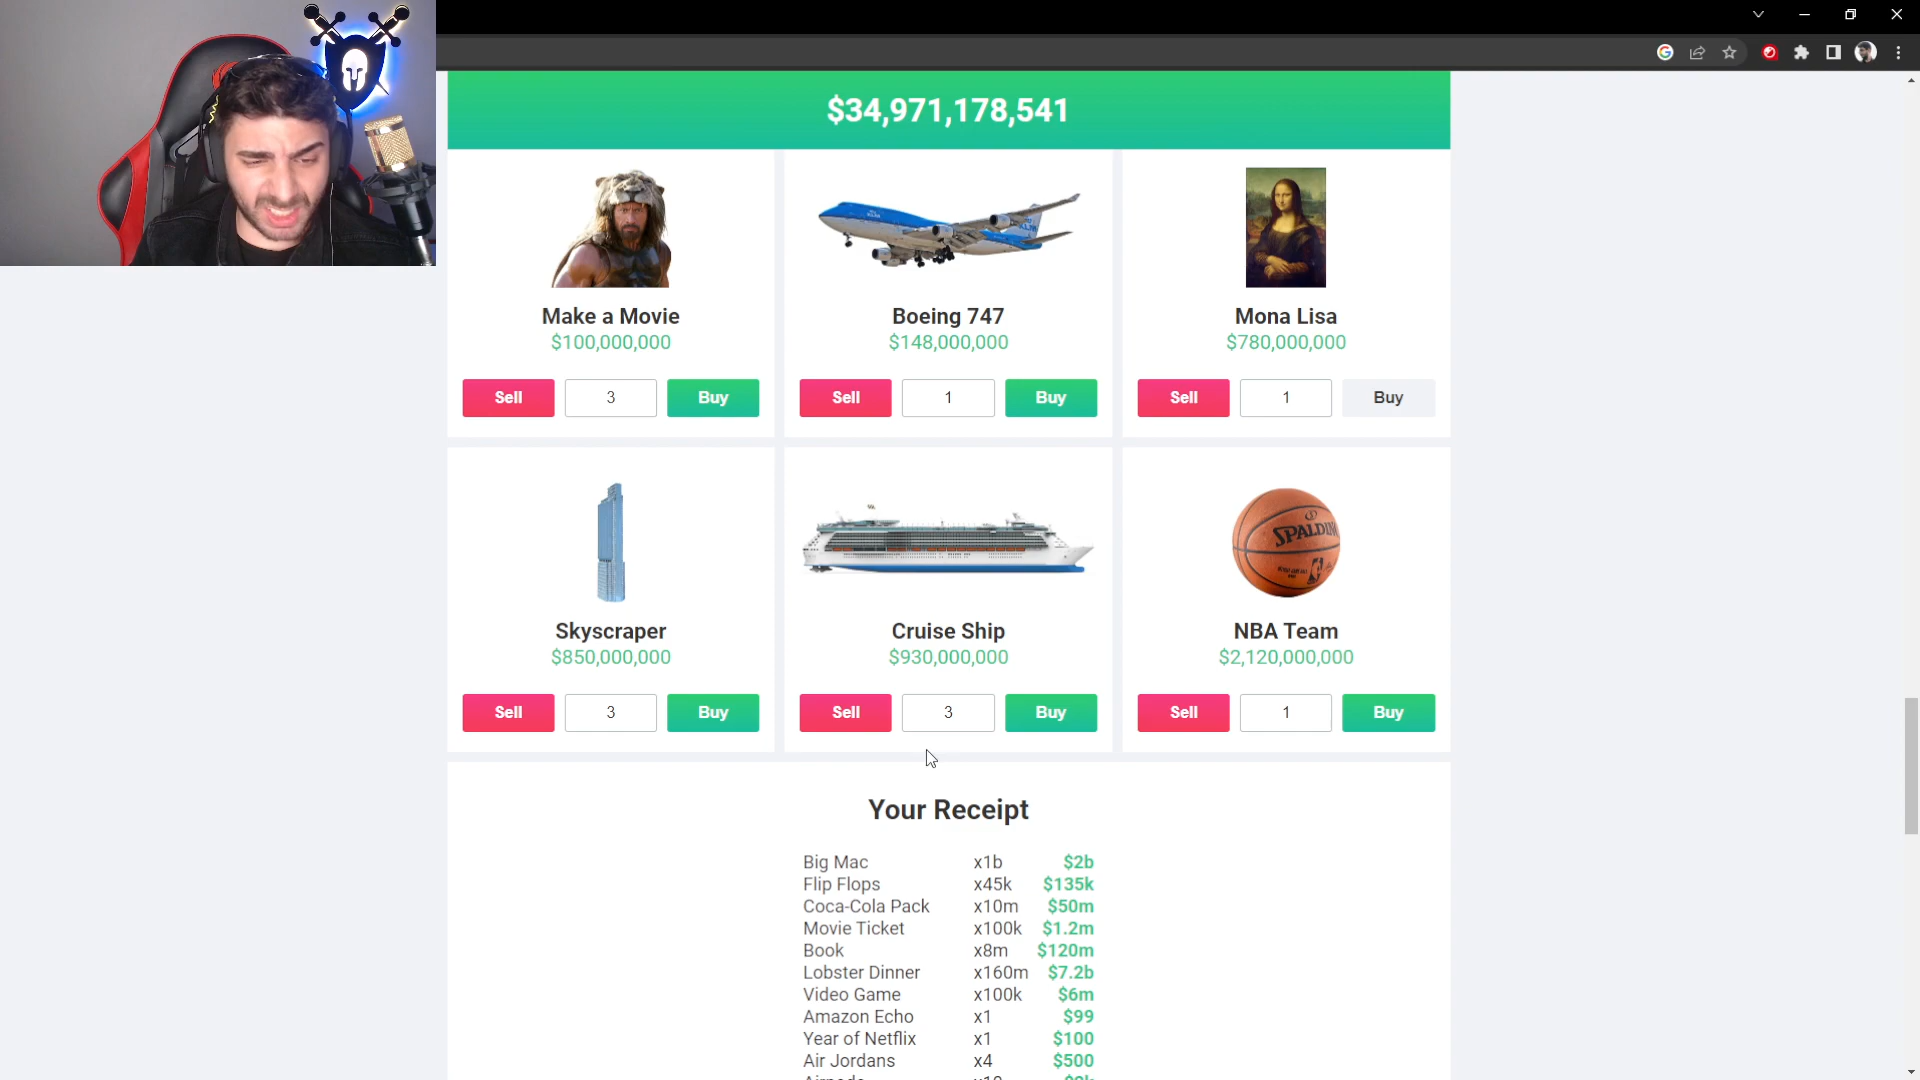 $34,971,178,541
Make a Movie
$100,000,000
Sell 3 Buy
Boeing 747
$148,000,000
Sell 1 Buy
Mona Lisa
$780,000,000
Sell 1 Buy
Skyscraper
$850,000,000
Sell 3 Buy
Cruise Ship
$930,000,000
Sell 3 Buy
SPALDING
NBA Team
$2,120,000,000
Sell 1 Buy
Your Receipt
Big Mac x1b $2b
Flip Flops x45k $135k
Coca-Cola Pack x10m $50m
Movie Ticket x100k $1.2m
Book x8m $120m
Lobster Dinner x160m $7.2b
Video Game x100k $6m
Amazon Echo x1 $99
Year of Netflix x1 $100
Air Jordans x4 $500